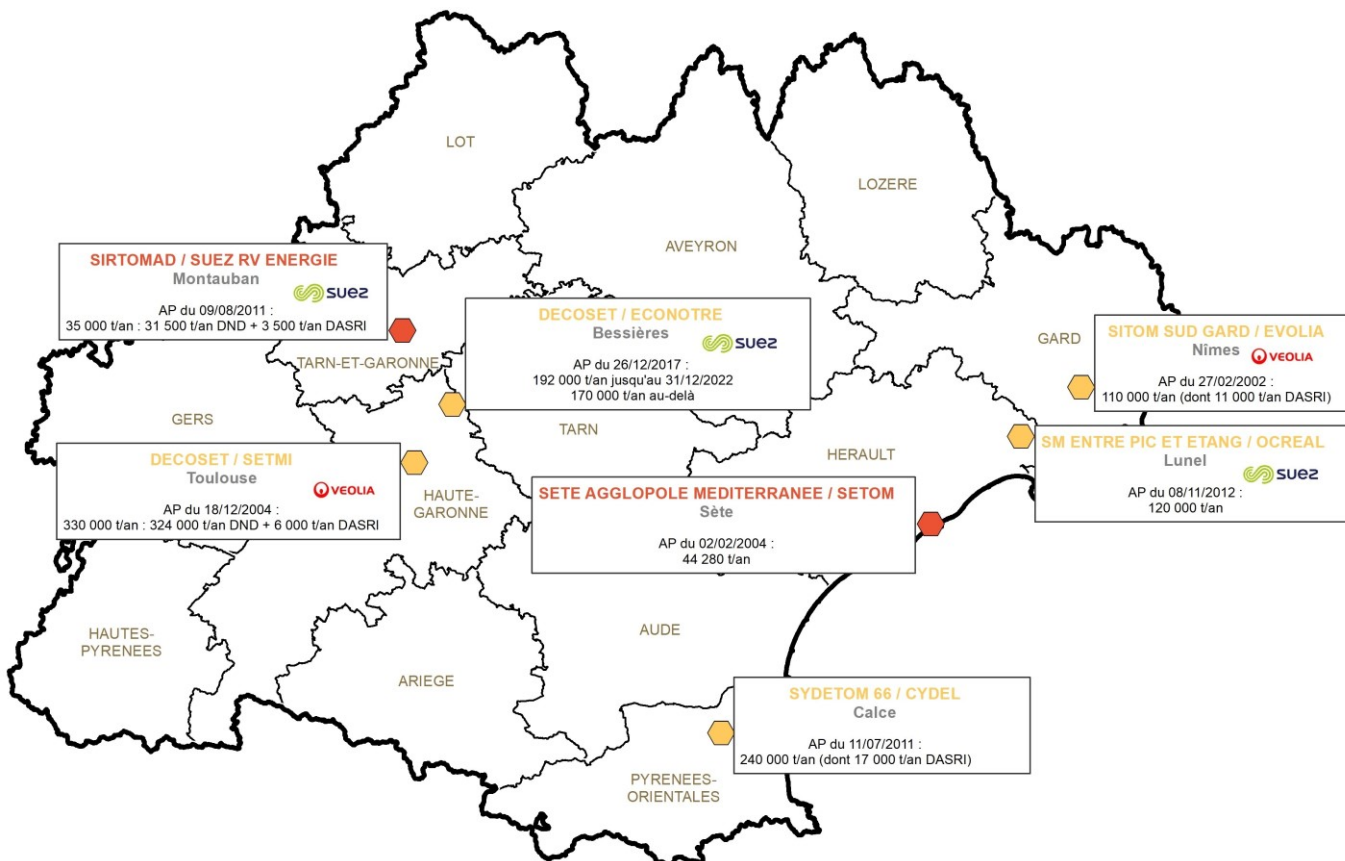 LOT
LOZERE
AVEYRON
SIRTOMAD / SUEZ RV ENERGIE
Montauban
suez
AP du 09/08/2011 :
35 000 t/an : 31 500 t/an DND + 3 500 t/an DASRI
TARN-ET-GARONNE
DECOSET / ECONOTRE
Bessières
suez
AP du 26/12/2017 :
192 000 t/an jusqu'au 31/12/2022
170 000 t/an au-delà
GARD
SITOM SUD GARD / EVOLIA
Nîmes
VEOLIA
AP du 27/02/2002 :
110 000 t/an (dont 11 000 t/an DASRI)
GERS
TARN
HERAULT
SM ENTRE PIC ET ETANG / OCREAL
Lunel
suez
AP du 08/11/2012 :
120 000 t/an
DECOSET / SETMI
Toulouse
VEOLIA
AP du 18/12/2004 :
330 000 t/an : 324 000 t/an DND + 6 000 t/an DASRI
HAUTE-
GARONNE
SETE AGGLOPOLE MEDITERRANEE / SETOM
Sète
AP du 02/02/2004 :
44 280 t/an
HAUTES-
PYRENEES
AUDE
ARIEGE
SYDETOM 66 / CYDEL
Calce
AP du 11/07/2011 :
240 000 t/an (dont 17 000 t/an DASRI)
PYRENEES-
ORIENTALES